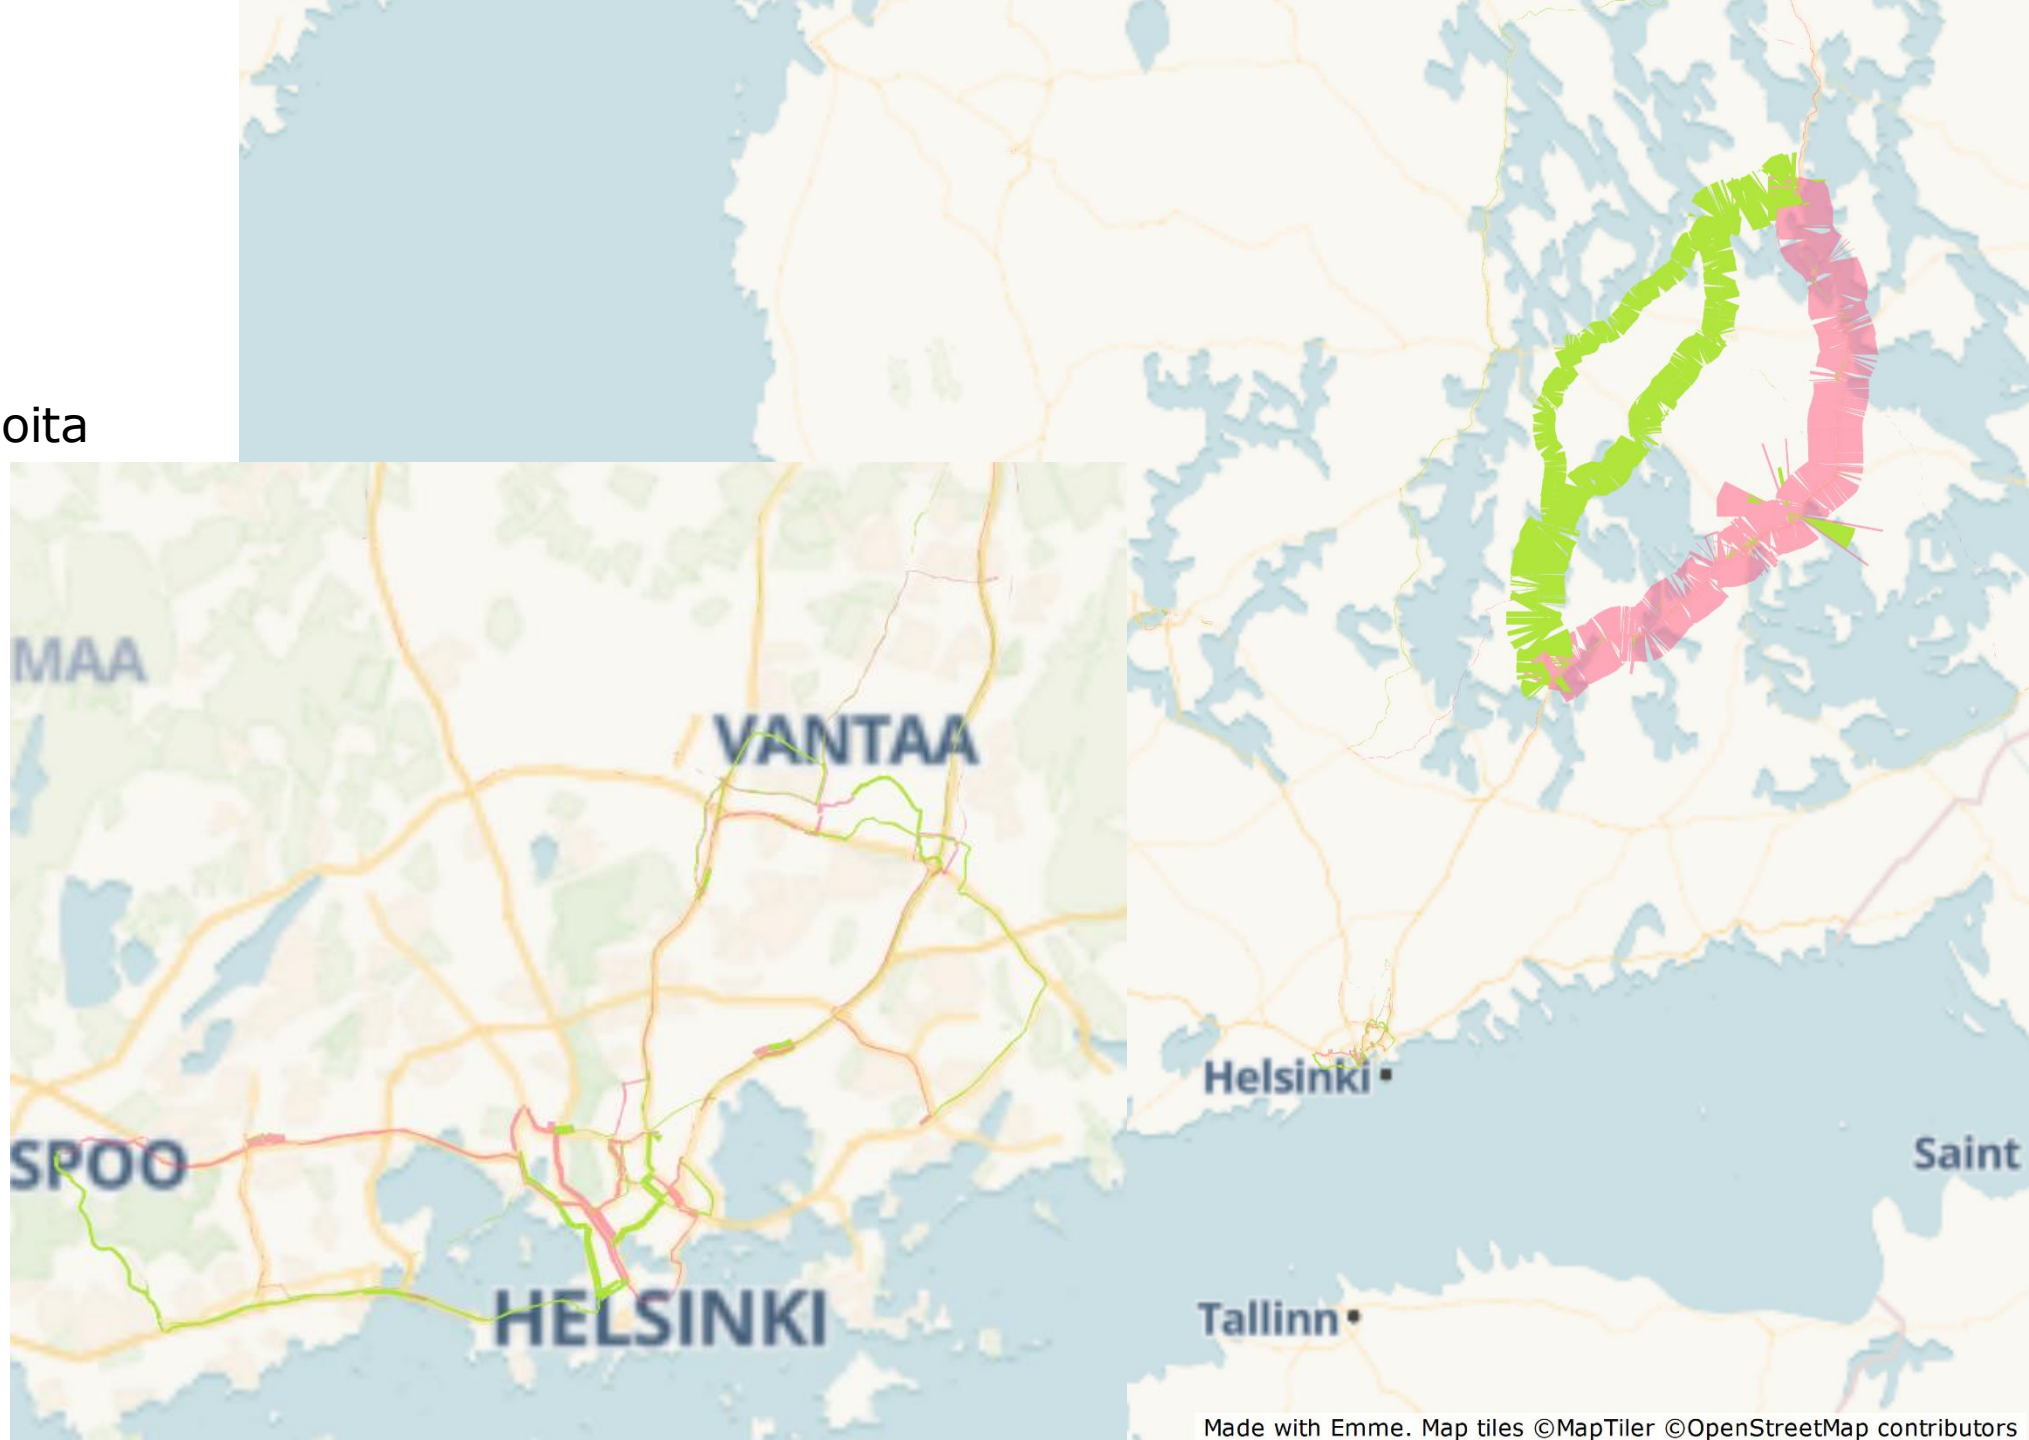 oita
MAA
VANTAA
SPOO
HELSINKI
Helsinki
Saint
Tallinn
Made with Emme. Map tiles ©MapTiler ©OpenStreetMap contributors